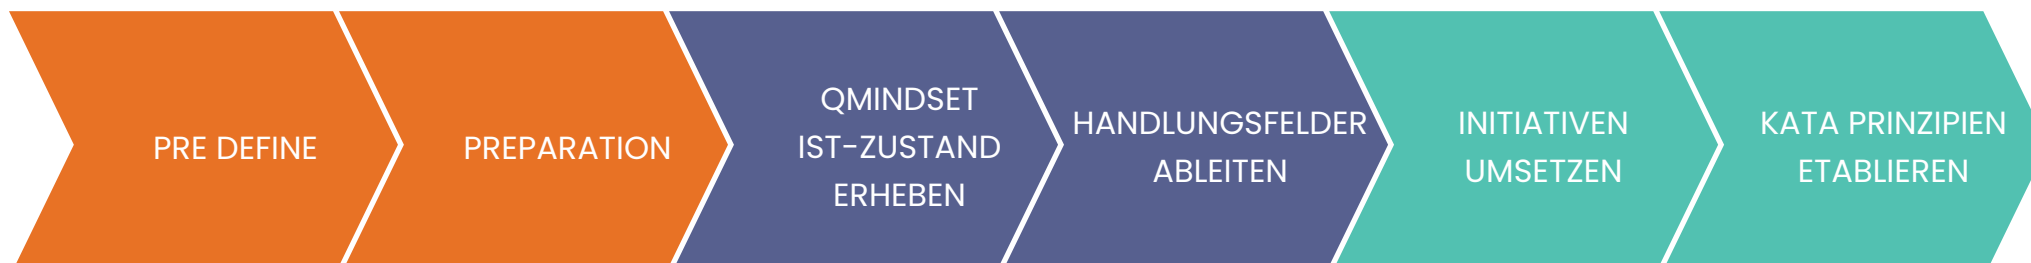 PRE DEFINE
PREPARATION
QMINDSET
IST-ZUSTAND
ERHEBEN
HANDLUNGSFELDER
ABLEITEN
INITIATIVEN
UMSETZEN
KATA PRINZIPIEN
ETABLIEREN